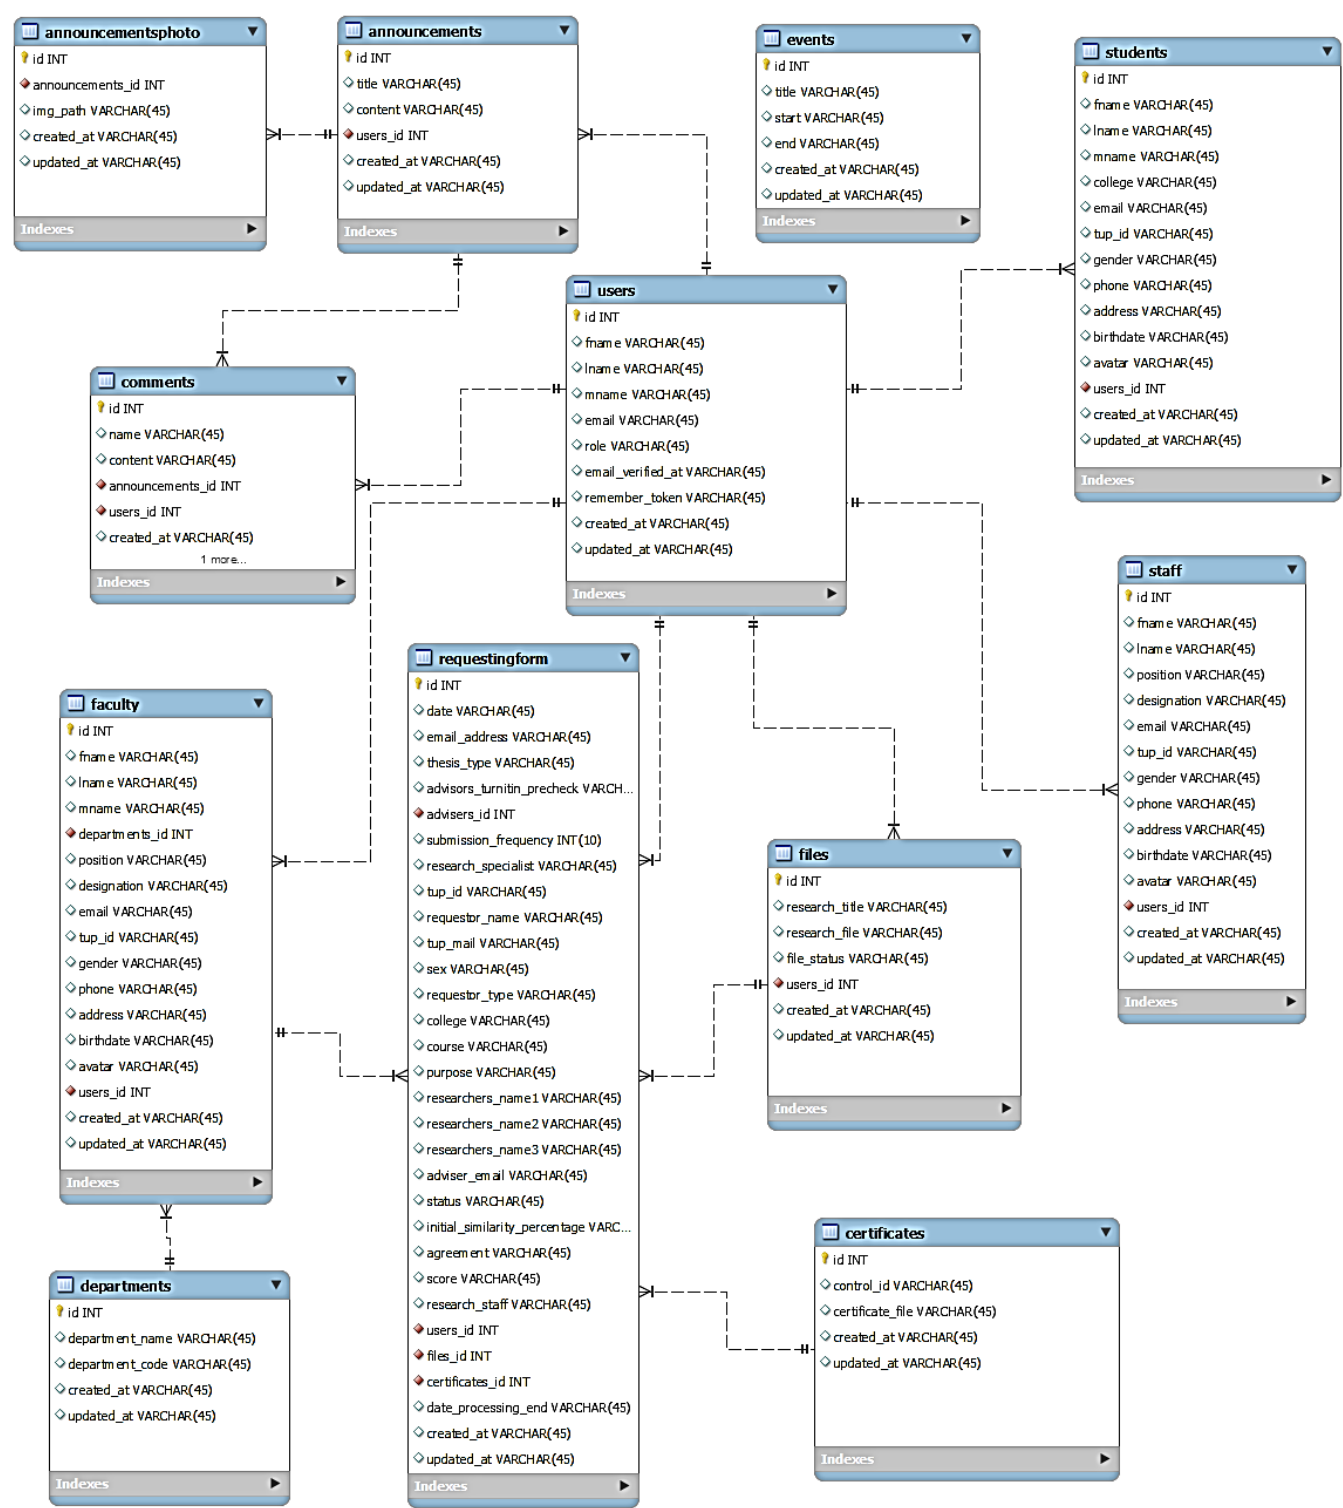 announcementsphoto
id INT
announcements_id INT
img_path VARCHAR(45)
created_at VARCHAR(45)
updated_at VARCHAR(45)
Indexes
announcements
id INT
title VARCHAR(45)
content VARCHAR(45)
users_id INT
created_at VARCHAR(45)
updated_at VARCHAR(45)
Indexes
events
id INT
title VARCHAR(45)
start VARCHAR(45)
end VARCHAR(45)
created_at VARCHAR(45)
updated_at VARCHAR(45)
Indexes
students
id INT
fname VARCHAR(45)
lname VARCHAR(45)
mname VARCHAR(45)
college VARCHAR(45)
email VARCHAR(45)
tup_id VARCHAR(45)
gender VARCHAR(45)
phone VARCHAR(45)
address VARCHAR(45)
birthdate VARCHAR(45)
avatar VARCHAR(45)
users_id INT
created_at VARCHAR(45)
updated_at VARCHAR(45)
Indexes
users
id INT
fname VARCHAR(45)
lname VARCHAR(45)
mname VARCHAR(45)
email VARCHAR(45)
role VARCHAR(45)
email_verified_at VARCHAR(45)
remember_token VARCHAR(45)
created_at VARCHAR(45)
updated_at VARCHAR(45)
Indexes
comments
id INT
name VARCHAR(45)
content VARCHAR(45)
announcements_id INT
users_id INT
created_at VARCHAR(45)
1 more...
Indexes
staff
id INT
fname VARCHAR(45)
lname VARCHAR(45)
position VARCHAR(45)
designation VARCHAR(45)
email VARCHAR(45)
tup_id VARCHAR(45)
gender VARCHAR(45)
phone VARCHAR(45)
address VARCHAR(45)
birthdate VARCHAR(45)
avatar VARCHAR(45)
users_id INT
created_at VARCHAR(45)
updated_at VARCHAR(45)
Indexes
requestingform
id INT
date VARCHAR(45)
email_address VARCHAR(45)
thesis_type VARCHAR(45)
advisors_turnitin_precheck VARCH...
advisers_id INT
submission_frequency INT(10)
research_specialist VARCHAR(45)
tup_id VARCHAR(45)
requestor_name VARCHAR(45)
tup_mail VARCHAR(45)
sex VARCHAR(45)
requestor_type VARCHAR(45)
college VARCHAR(45)
course VARCHAR(45)
purpose VARCHAR(45)
researchers_name1 VARCHAR(45)
researchers_name2 VARCHAR(45)
researchers_name3 VARCHAR(45)
adviser_email VARCHAR(45)
status VARCHAR(45)
initial_similarity_percentage VARC...
agreement VARCHAR(45)
score VARCHAR(45)
research_staff VARCHAR(45)
users_id INT
files_id INT
certificates_id INT
date_processing_end VARCHAR(45)
created_at VARCHAR(45)
updated_at VARCHAR(45)
Indexes
faculty
id INT
fname VARCHAR(45)
lname VARCHAR(45)
mname VARCHAR(45)
departments_id INT
position VARCHAR(45)
designation VARCHAR(45)
email VARCHAR(45)
tup_id VARCHAR(45)
gender VARCHAR(45)
phone VARCHAR(45)
address VARCHAR(45)
birthdate VARCHAR(45)
avatar VARCHAR(45)
users_id INT
created_at VARCHAR(45)
updated_at VARCHAR(45)
Indexes
files
id INT
research_title VARCHAR(45)
research_file VARCHAR(45)
file_status VARCHAR(45)
users_id INT
created_at VARCHAR(45)
updated_at VARCHAR(45)
Indexes
certificates
id INT
control_id VARCHAR(45)
certificate_file VARCHAR(45)
created_at VARCHAR(45)
updated_at VARCHAR(45)
Indexes
departments
id INT
department_name VARCHAR(45)
department_code VARCHAR(45)
created_at VARCHAR(45)
updated_at VARCHAR(45)
Indexes